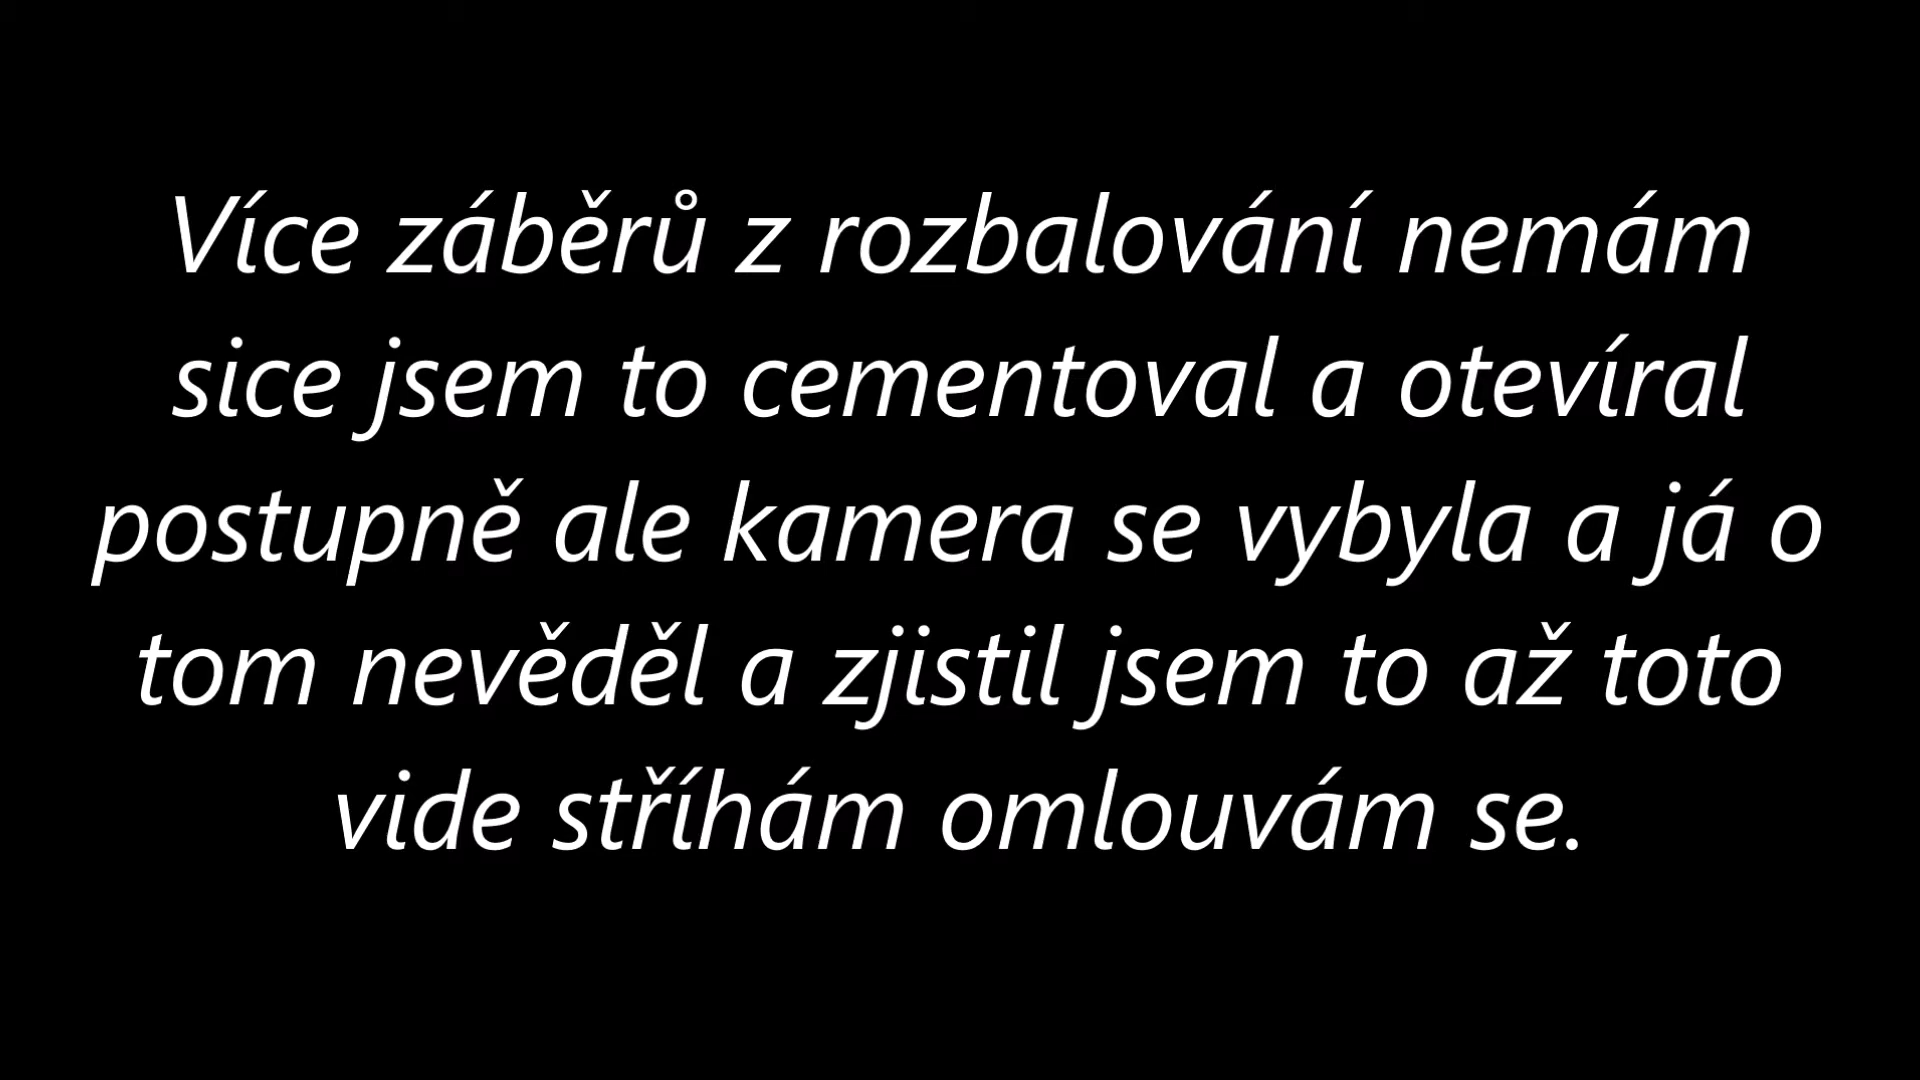 Více záběrů z rozbalování nemám
sice jsem to cementoval a otevíral
postupně ale kamera se vybyla a já o
tom nevěděl a zjistil jsem to až toto
vide stříhám omlouvám se.